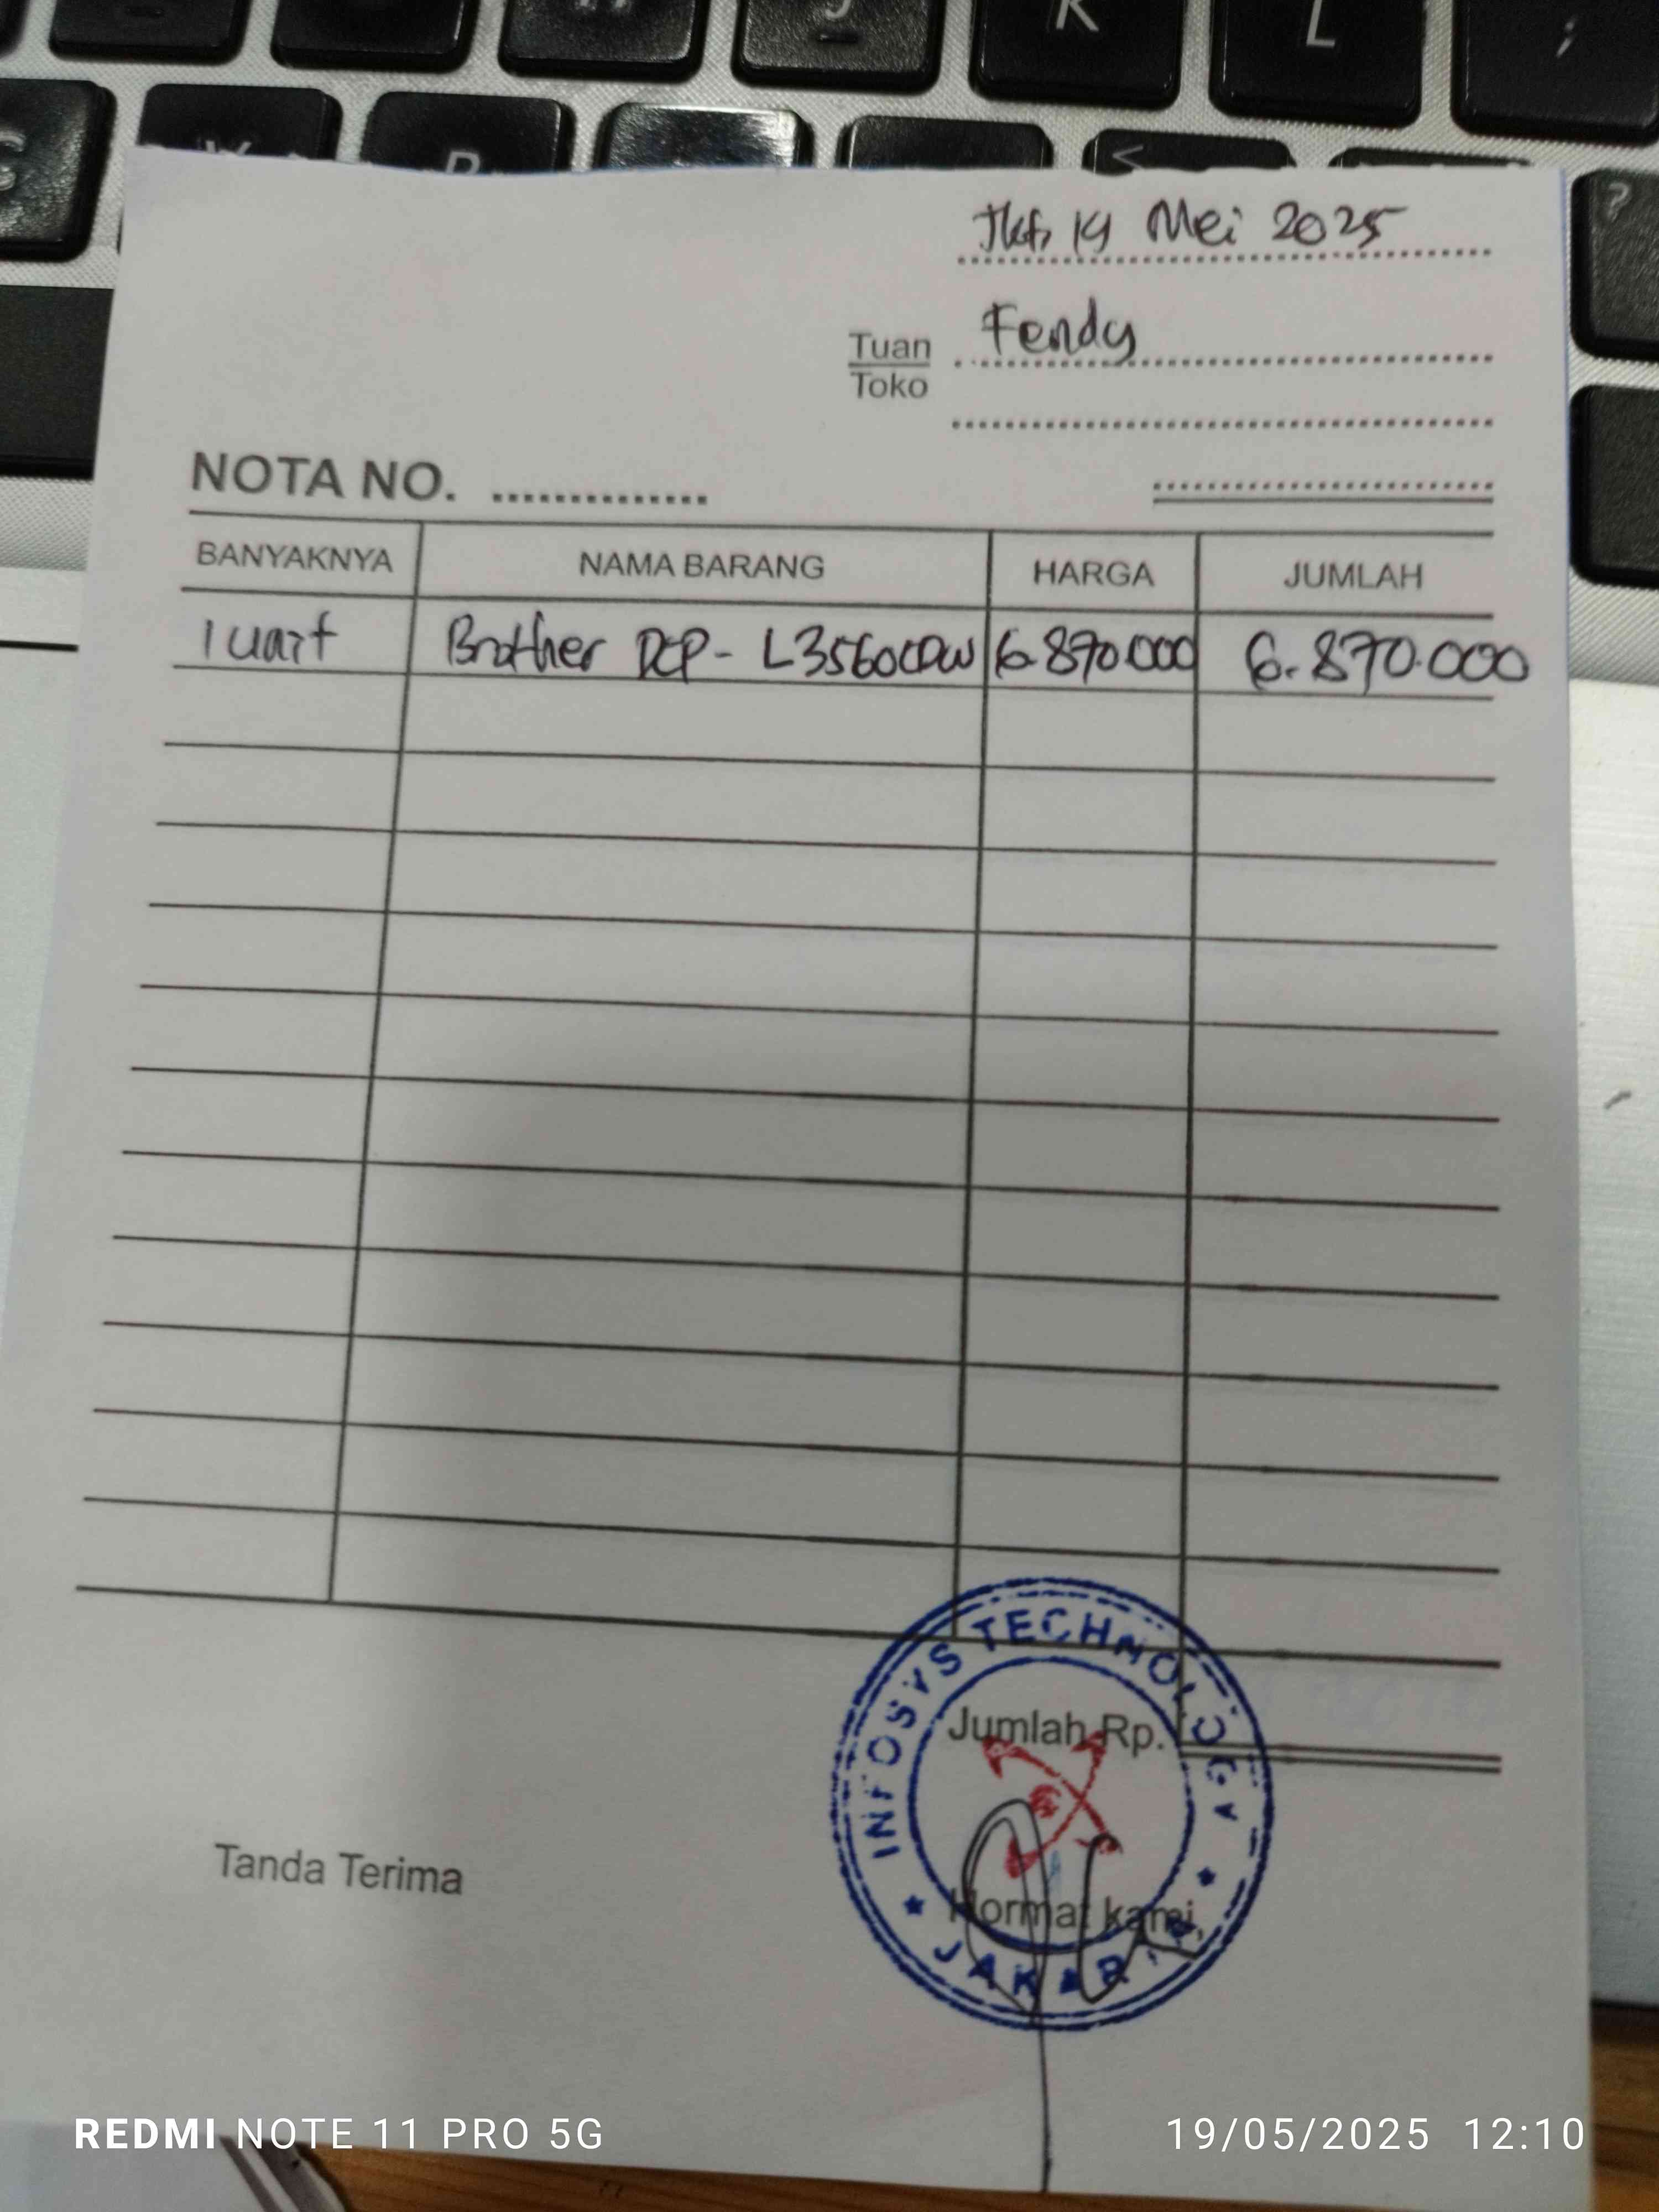 K L ;
Jkt, 19 Mei 2025
Tuan Fendy
Toko
NOTA NO. ..............
BANYAKNYA NAMA BARANG HARGA JUMLAH
1 unit Brother DCP- L3560CDW 6.870.000 6.870.000
INFOSYS TECHNOLOGY
Jumlah Rp.
Tanda Terima
Hormat kami,
JAKARTA
REDMI NOTE 11 PRO 5G 19/05/2025 12:10